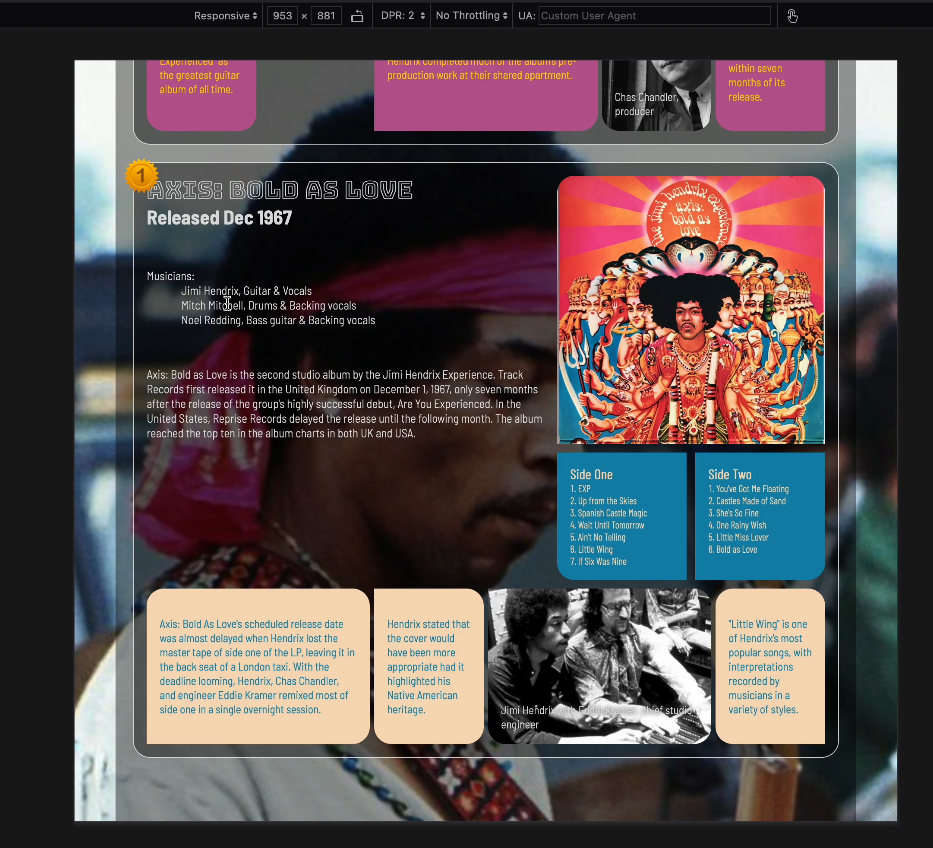 Responsive 953 × 881 DPR: 2 No Throttling UA: Custom User Agent
Experienced as
the greatest guitar
album of all time.
Hendrix completed much of the album's pre-
production work at their shared apartment.
Chas Chandler,
producer
within seven
months of its
release.
1
AXIS: BOLD AS LOVE
Released Dec 1967
Musicians:
Jimi Hendrix, Guitar & Vocals
Mitch Mitchell, Drums & Backing vocals
Noel Redding, Bass guitar & Backing vocals
Axis: Bold as Love is the second studio album by the Jimi Hendrix Experience. Track
Records first released it in the United Kingdom on December 1, 1967, only seven months
after the release of the group's highly successful debut, Are You Experienced. In the
United States, Reprise Records delayed the release until the following month. The album
reached the top ten in the album charts in both UK and USA.
the jimi hendrix experience
axis:
bold as
love
Side One
1. EXP
2. Up from the Skies
3. Spanish Castle Magic
4. Wait Until Tomorrow
5. Ain't No Telling
6. Little Wing
7. If Six Was Nine
Side Two
1. You've Got Me Floating
2. Castles Made of Sand
3. She's So Fine
4. One Rainy Wish
5. Little Miss Lover
6. Bold as Love
Axis: Bold As Love's scheduled release date
was almost delayed when Hendrix lost the
master tape of side one of the LP, leaving it in
the back seat of a London taxi. With the
deadline looming, Hendrix, Chas Chandler,
and engineer Eddie Kramer remixed most of
side one in a single overnight session.
Hendrix stated that
the cover would
have been more
appropriate had it
highlighted his
Native American
heritage.
Jimi Hendrix with Eddie Kramer, chief studio
engineer
"Little Wing" is one
of Hendrix's most
popular songs, with
interpretations
recorded by
musicians in a
variety of styles.